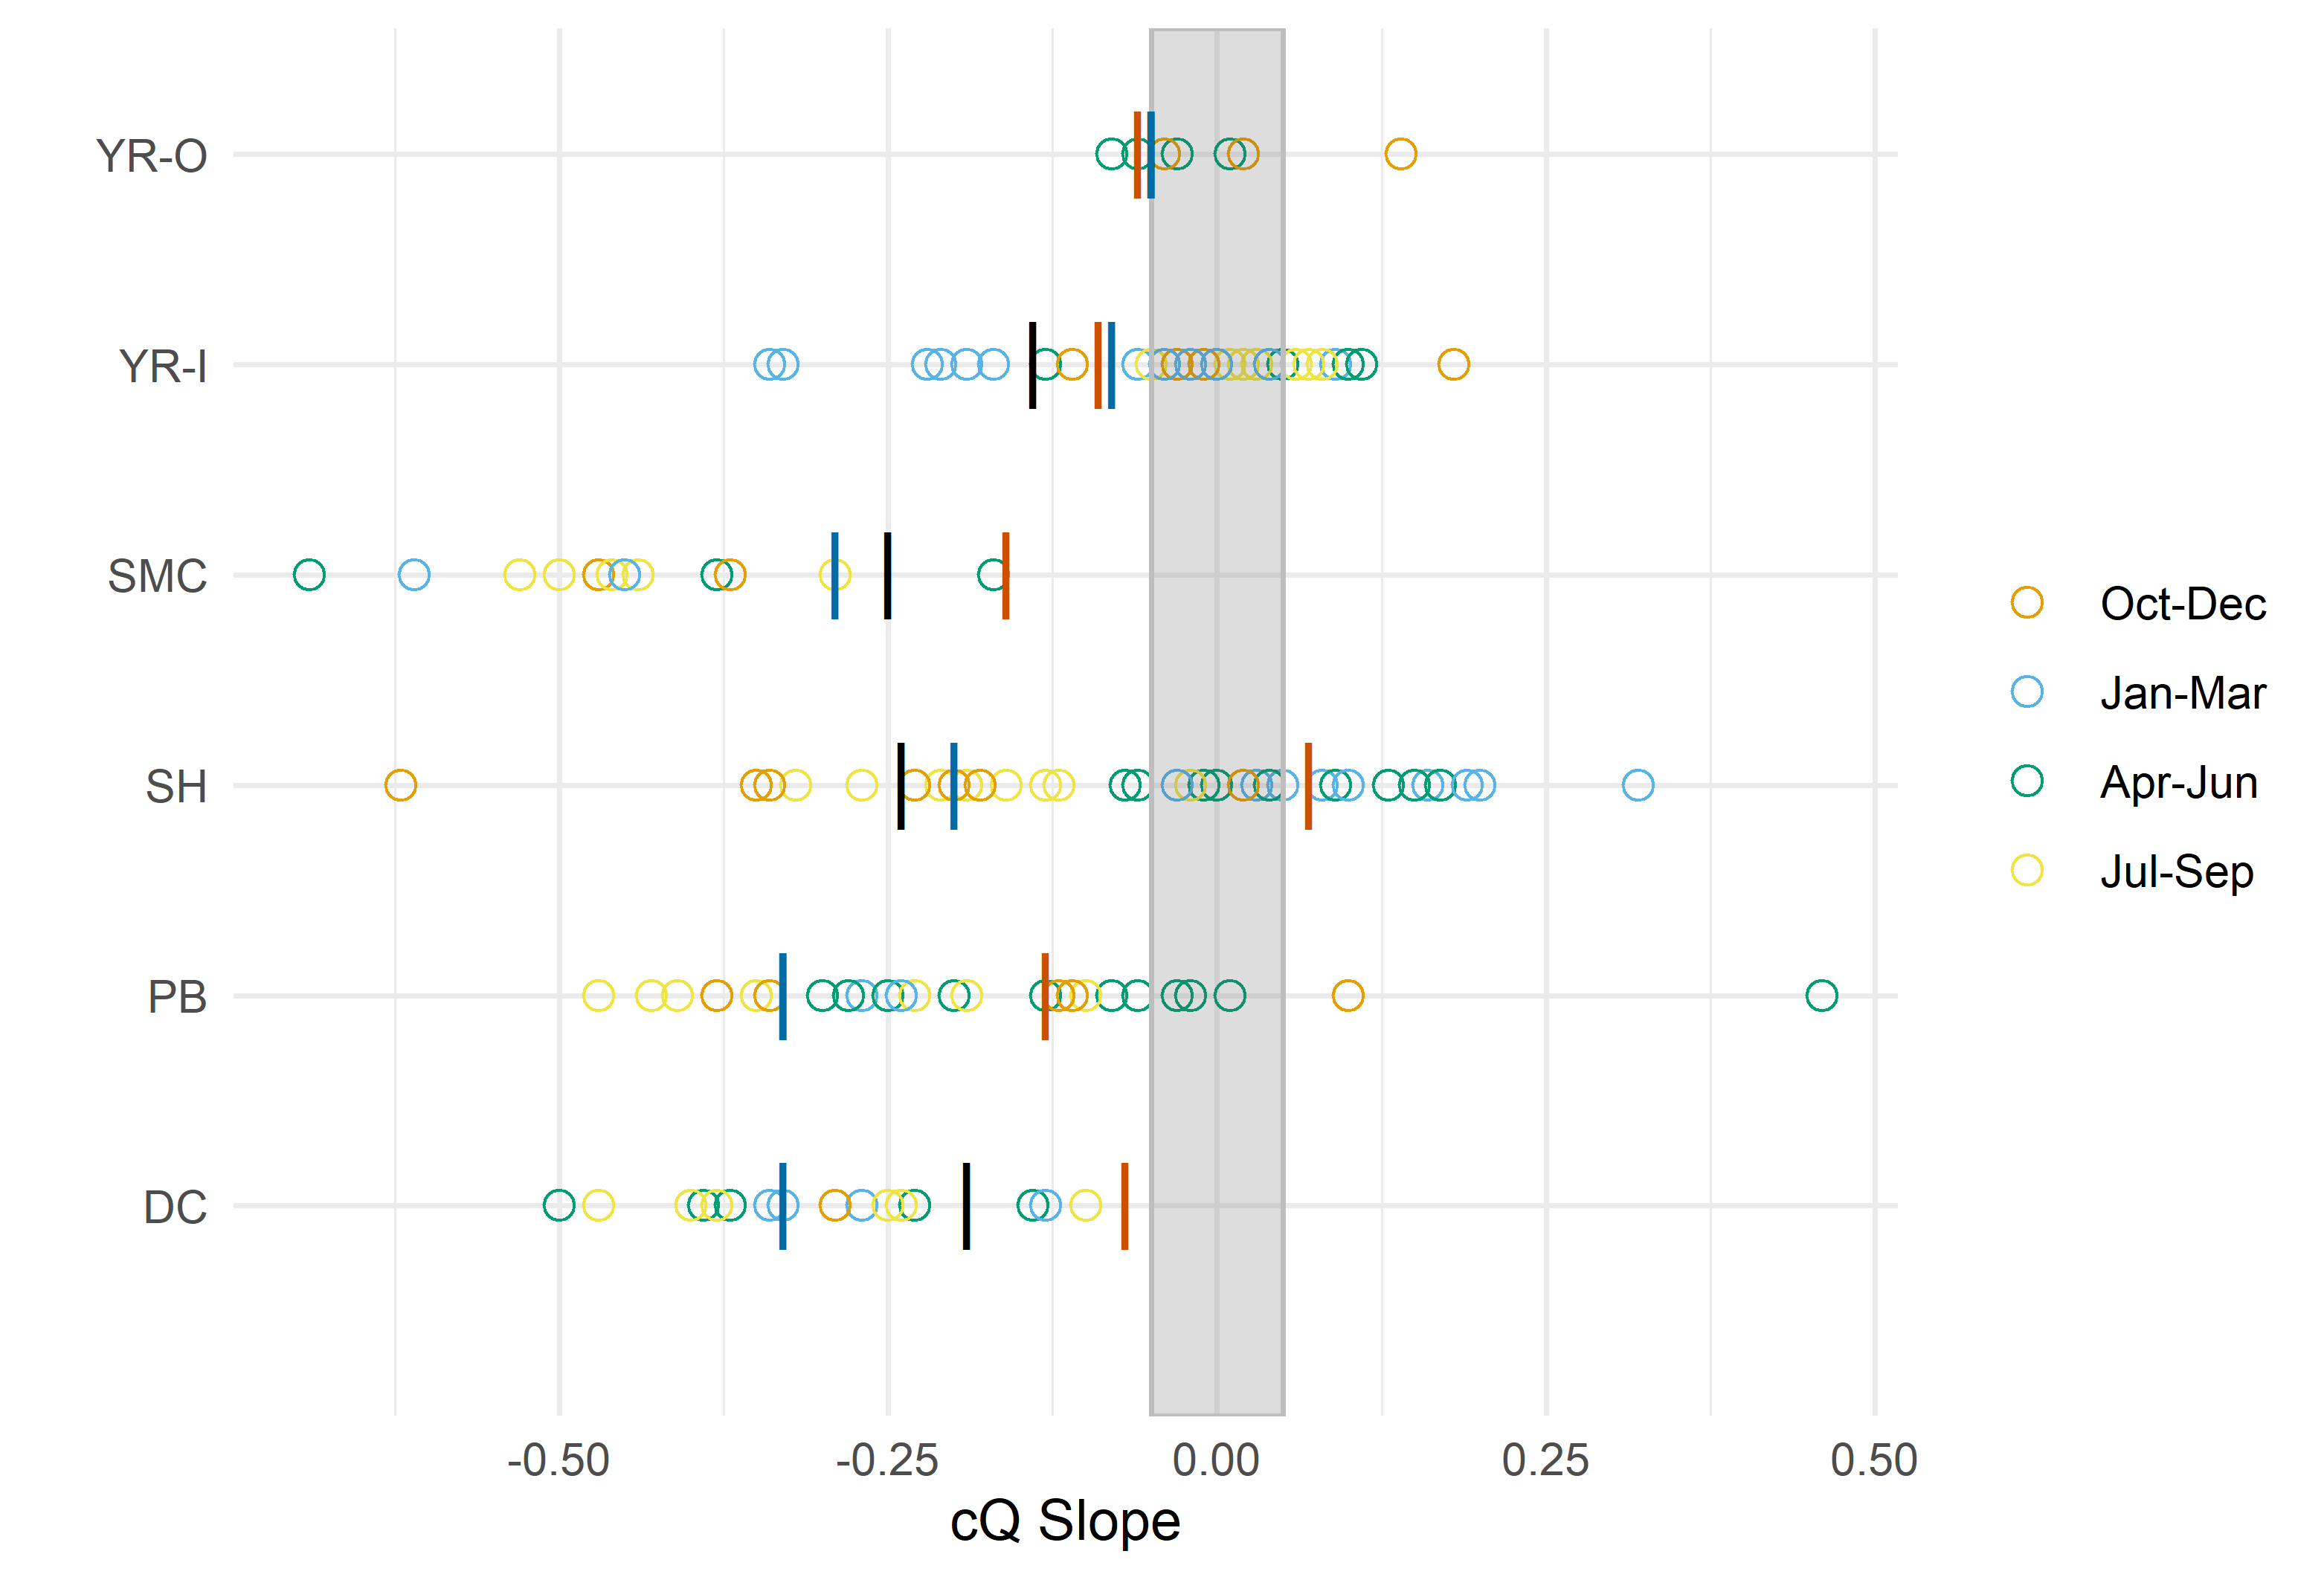 YR-O
YR-I
SMC
SH
PB
DC
-0.50 -0.25 0.00 0.25 0.50
cQ Slope
Oct-Dec
Jan-Mar
Apr-Jun
Jul-Sep